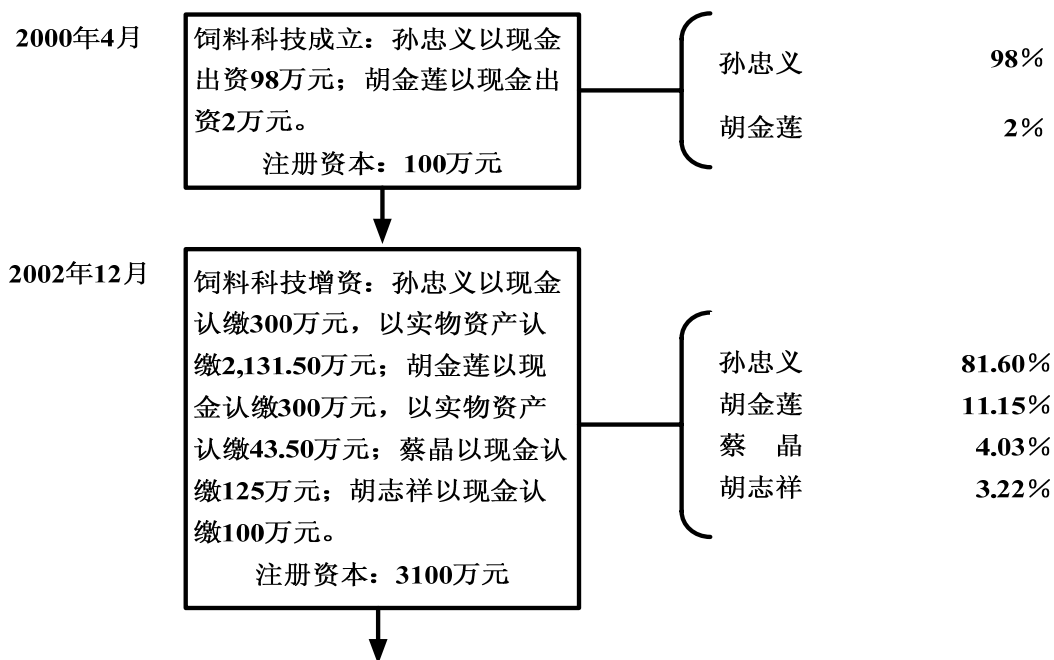 2000年4月
饲料科技成立：孙忠义以现金
出资98万元；胡金莲以现金出
资2万元。
注册资本：100万元
孙忠义 98%
胡金莲 2%
2002年12月
饲料科技增资：孙忠义以现金
认缴300万元，以实物资产认
缴2,131.50万元；胡金莲以现
金认缴300万元，以实物资产
认缴43.50万元；蔡晶以现金认
缴125万元；胡志祥以现金认
缴100万元。
注册资本：3100万元
孙忠义 81.60%
胡金莲 11.15%
蔡　晶 4.03%
胡志祥 3.22%